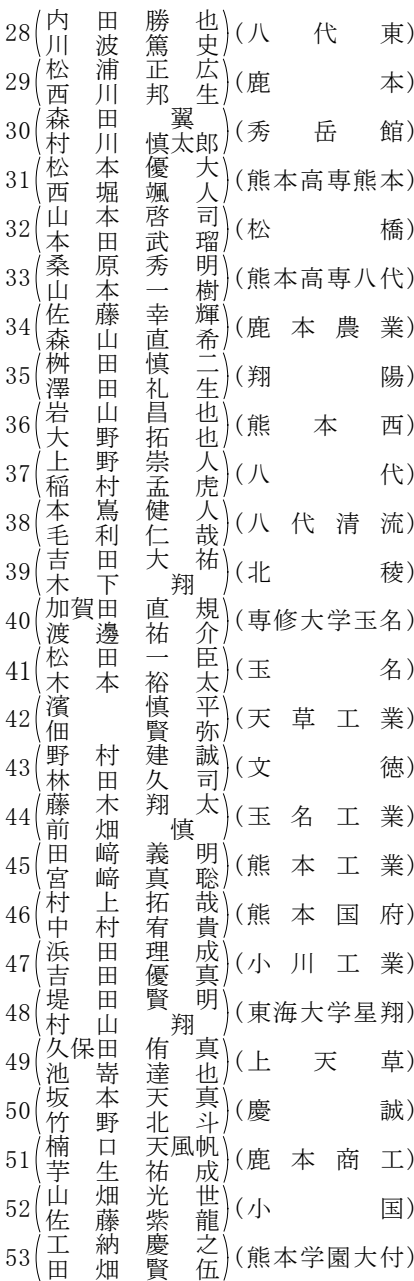 28(内田勝也
川波篤史)(八代東)
29(松浦正広
西川邦生)(鹿本)
30(森田翼
村川慎太郎)(秀岳館)
31(松本優大
西堀颯人)(熊本高専熊本)
32(山本啓司
本田武瑠)(松橋)
33(桑原秀明
山本一樹)(熊本高専八代)
34(佐藤幸輝
森山直希)(鹿本農業)
35(桝田慎二
澤田礼生)(翔陽)
36(岩山昌也
大野拓也)(熊本西)
37(上野崇人
稲村孟虎)(八代)
38(本嶌健人
毛利仁哉)(八代清流)
39(吉田大祐
木下翔)(北稜)
40(加賀田直規
渡邊祐介)(専修大学玉名)
41(松田一臣
木本裕太)(玉名)
42(濱慎平
佃賢弥)(天草工業)
43(野村建誠
林田久司)(文徳)
44(藤木翔太
前畑慎)(玉名工業)
45(田﨑義明
宮﨑真聡)(熊本工業)
46(村上拓哉
中村宥貴)(熊本国府)
47(浜田理成
吉田優真)(小川工業)
48(堤田賢明
村山翔)(東海大学星翔)
49(久保田侑真
池嵜達也)(上天草)
50(坂本天真
竹野北斗)(慶誠)
51(楠口天風帆
芋生祐成)(鹿本商工)
52(山畑光世
佐藤紫龍)(小国)
53(工納慶之
田畑賢伍)(熊本学園大付)